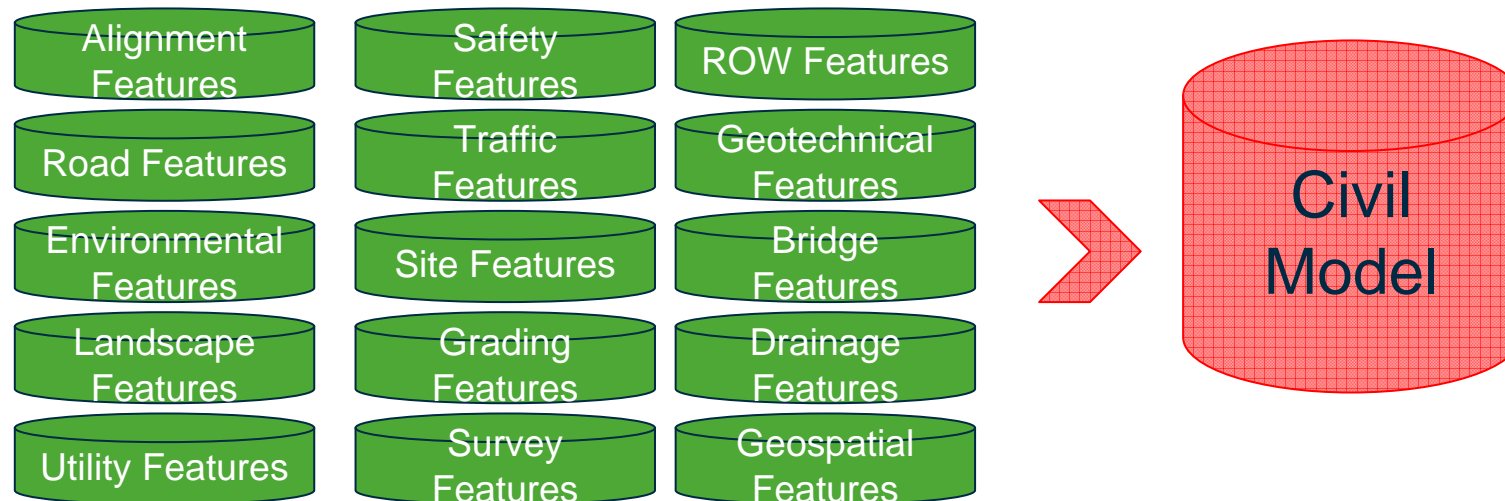 Alignment
Features
Safety
Features
ROW Features
Road Features
Traffic
Features
Geotechnical
Features
Environmental
Features
Site Features
Bridge
Features
Landscape
Features
Grading
Features
Drainage
Features
Utility Features
Survey
Features
Geospatial
Features
Civil
Model